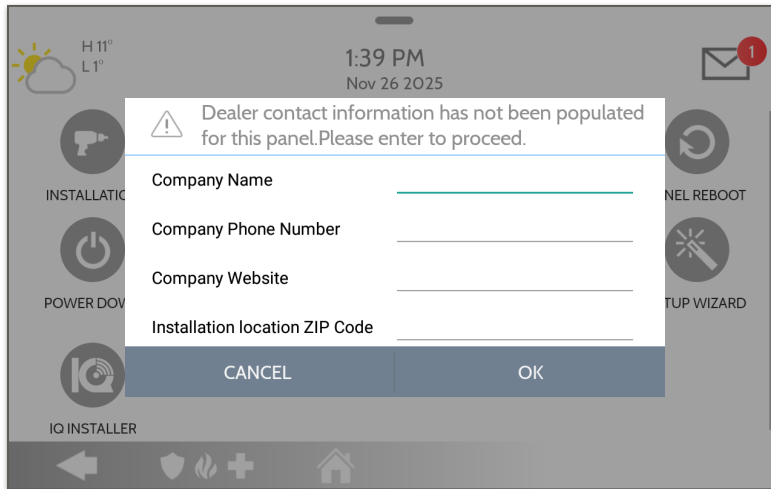 H 11°
L 1°
1:39 PM
Nov 26 2025
1
Dealer contact information has not been populated
for this panel.Please enter to proceed.
Company Name
Company Phone Number
Company Website
Installation location ZIP Code
CANCEL
OK
INSTALLATIO
NEL REBOOT
POWER DOW
TUP WIZARD
IQ
IQ INSTALLER